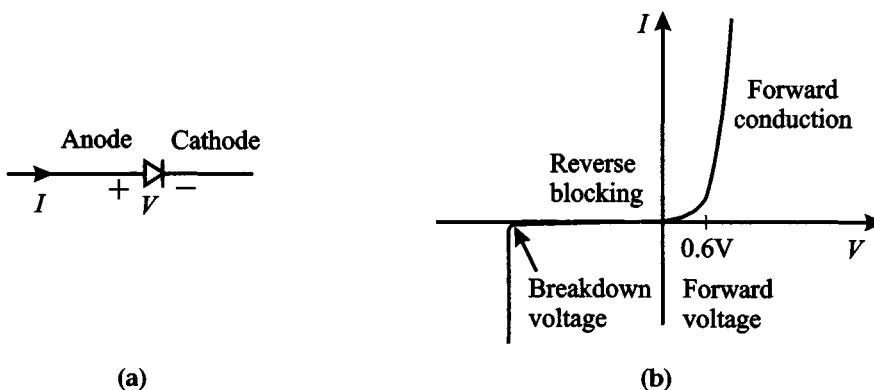 Anode
Cathode
I
+
V
−
(a)
I
Forward
conduction
Reverse
blocking
0.6V
V
Breakdown
voltage
Forward
voltage
(b)